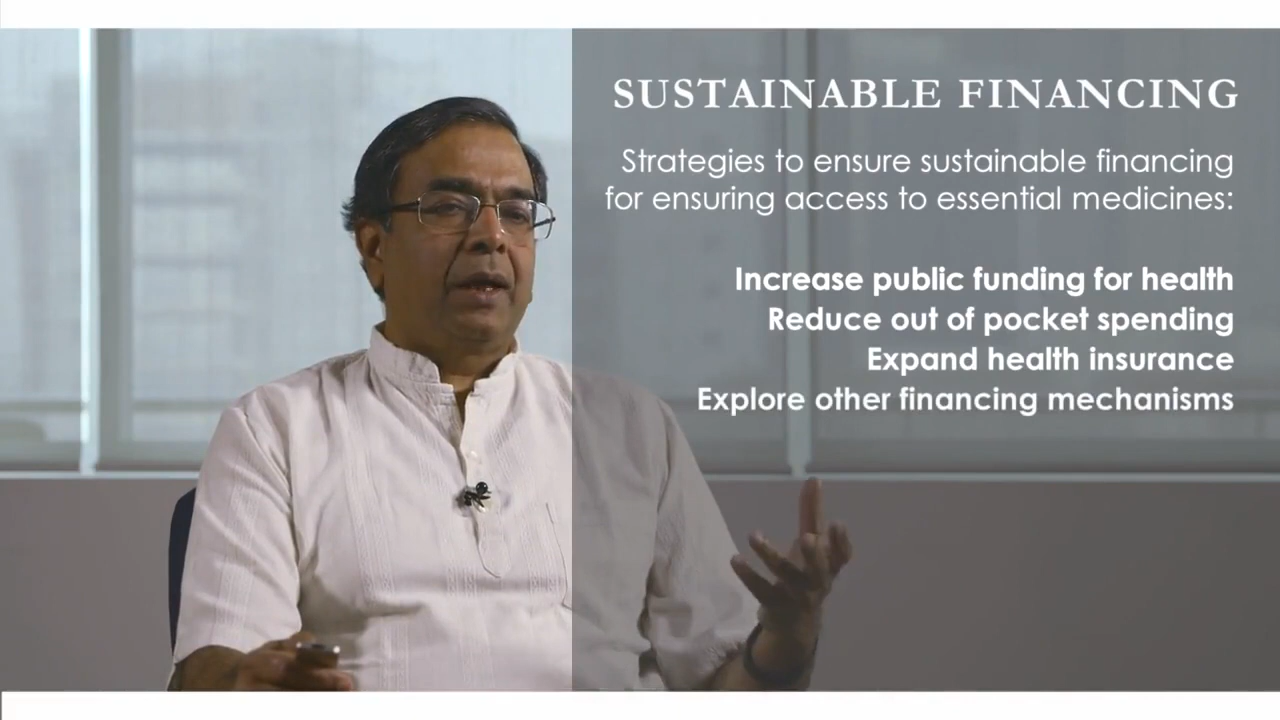 SUSTAINABLE FINANCING
Strategies to ensure sustainable financing
for ensuring access to essential medicines:
Increase public funding for health
Reduce out of pocket spending
Expand health insurance
Explore other financing mechanisms